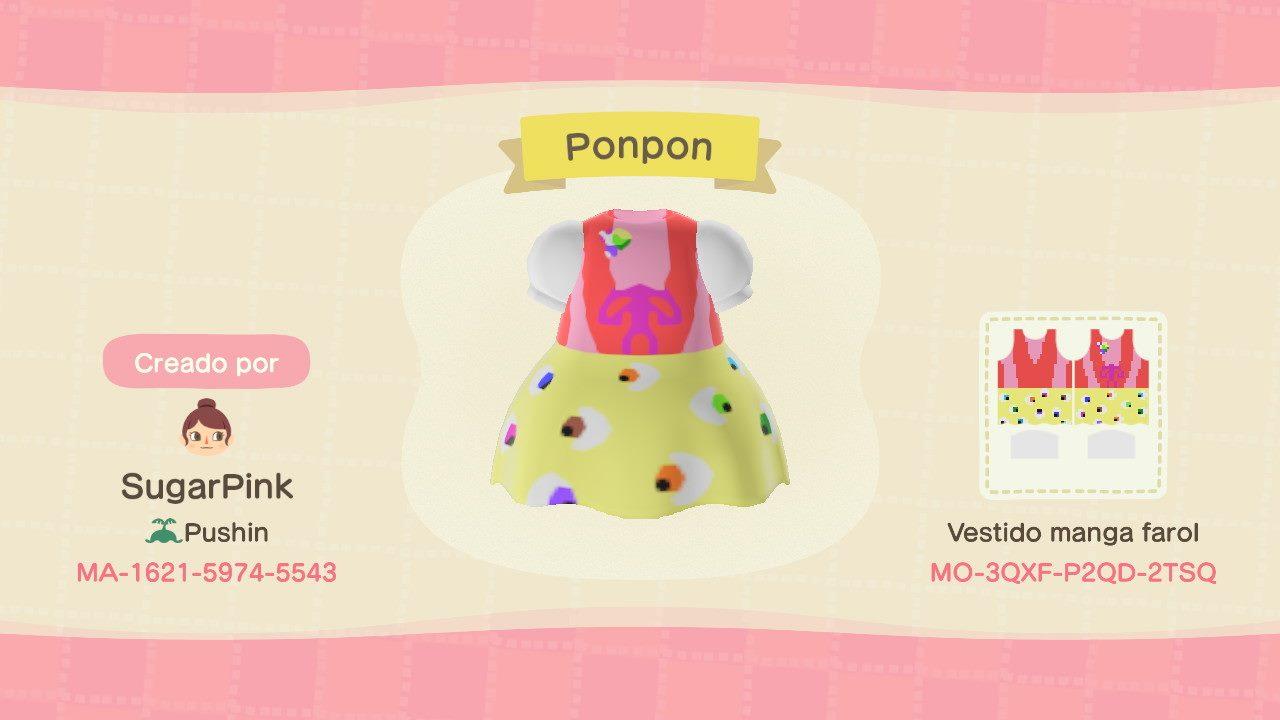 Ponpon
Creado por
SugarPink
Pushin
MA-1621-5974-5543
Vestido manga farol
MO-3QXF-P2QD-2TSQ